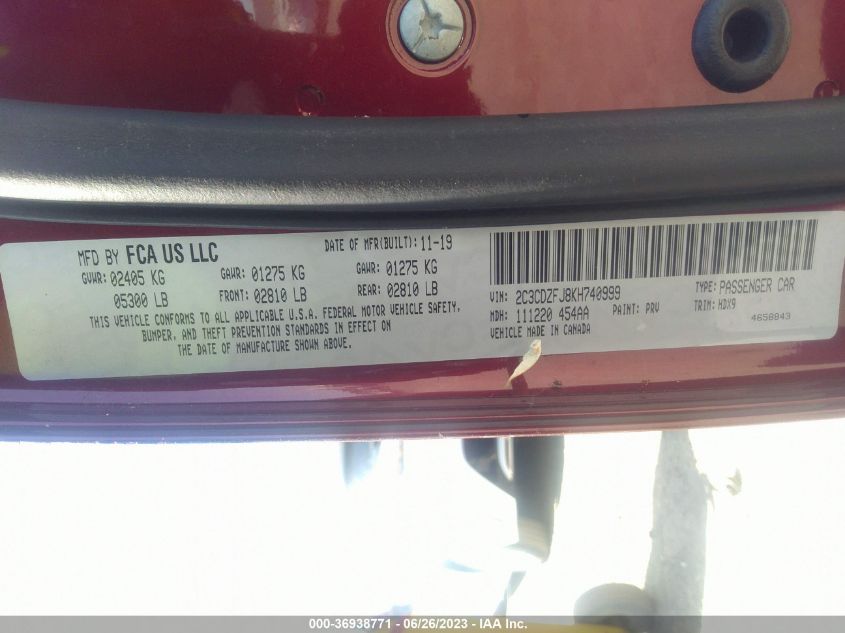 MFD BY FCA US LLC
DATE OF MFR(BUILT): 11-19
GVWR: 02405 KG GAWR: 01275 KG GAWR: 01275 KG
05300 LB FRONT: 02810 LB REAR: 02810 LB
THIS VEHICLE CONFORMS TO ALL APPLICABLE U.S.A. FEDERAL MOTOR VEHICLE SAFETY,
BUMPER, AND THEFT PREVENTION STANDARDS IN EFFECT ON
THE DATE OF MANUFACTURE SHOWN ABOVE.
VIN: 2C3CDZFJ8KH740999 TYPE: PASSENGER CAR
MDH: 111220 454AA PAINT: PRV TRIM: HDX9
VEHICLE MADE IN CANADA 4658843
000-36938771 - 06/26/2023 - IAA Inc.